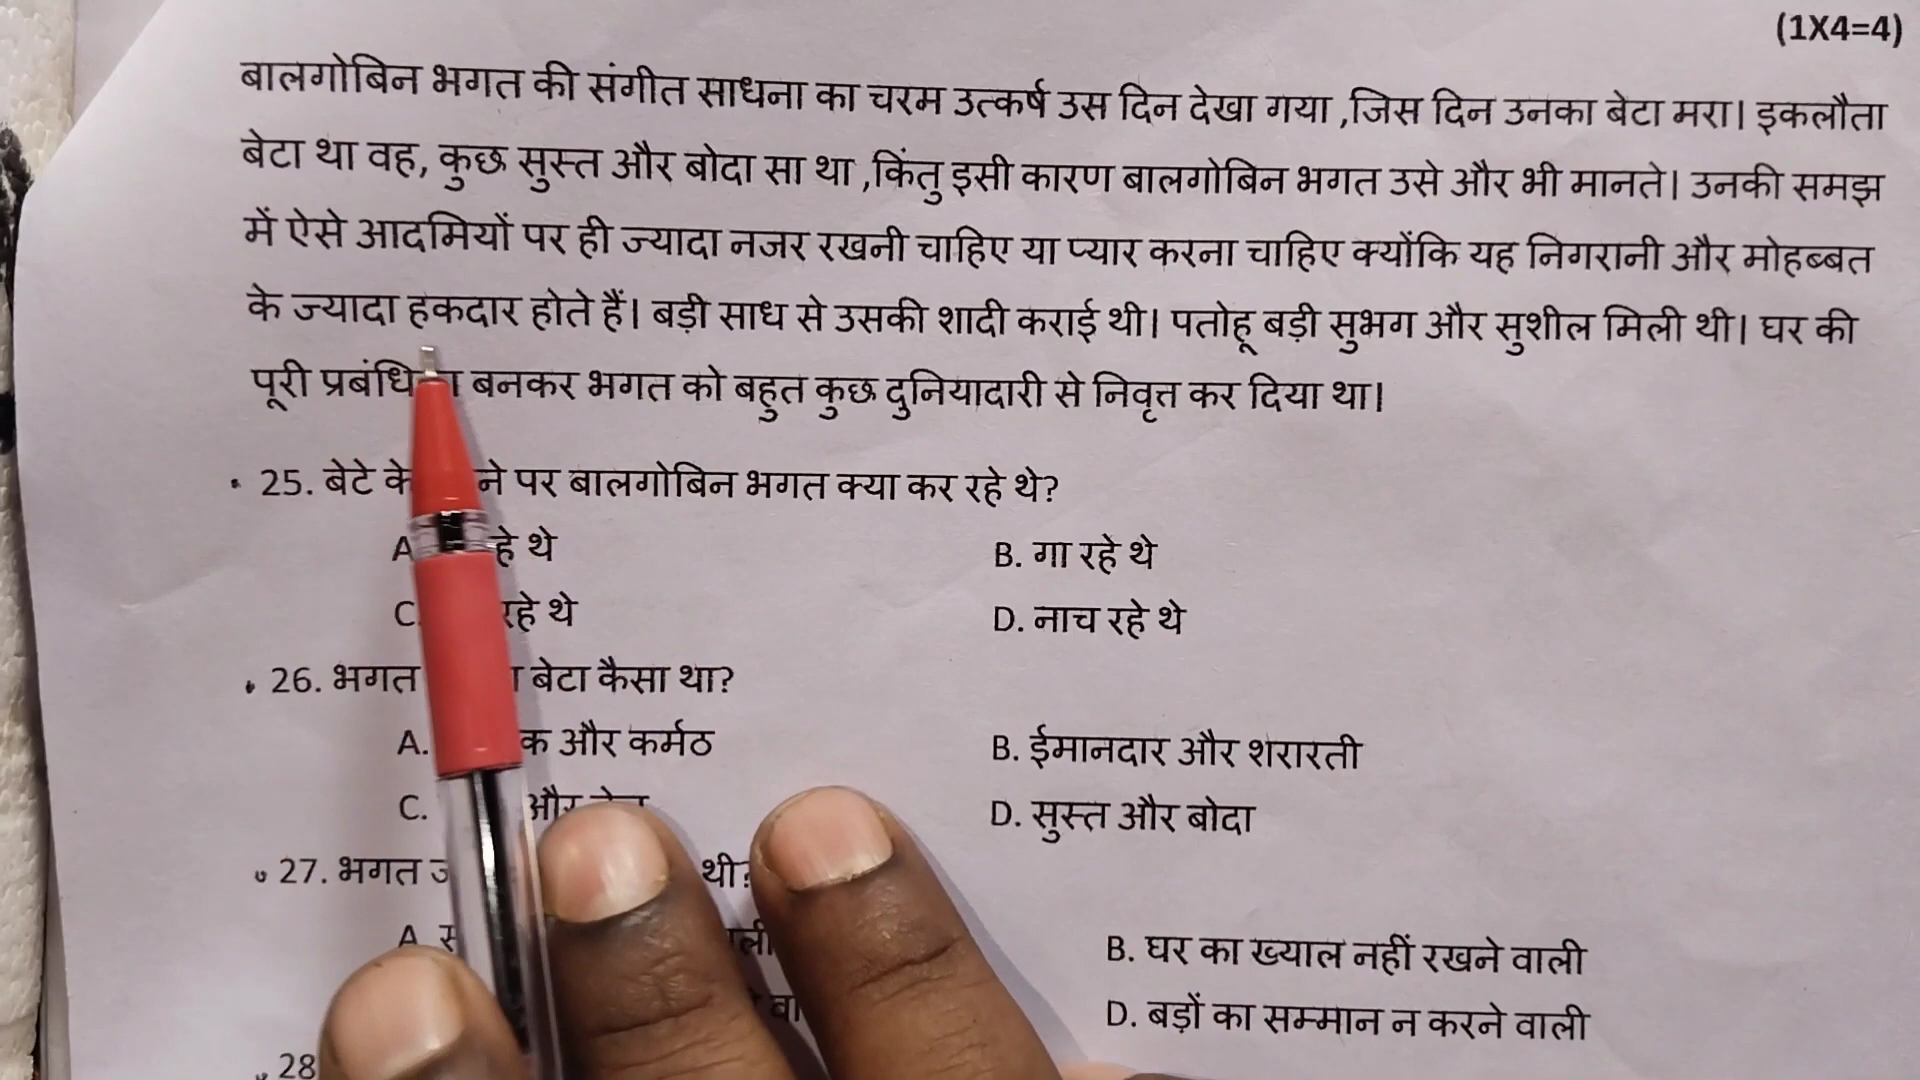 (1X4=4)
बालगोबिन भगत की संगीत साधना का चरम उत्कर्ष उस दिन देखा गया ,जिस दिन उनका बेटा मरा। इकलौता
बेटा था वह, कुछ सुस्त और बोदा सा था ,किंतु इसी कारण बालगोबिन भगत उसे और भी मानते। उनकी समझ
में ऐसे आदमियों पर ही ज्यादा नजर रखनी चाहिए या प्यार करना चाहिए क्योंकि यह निगरानी और मोहब्बत
के ज्यादा हकदार होते हैं। बड़ी साध से उसकी शादी कराई थी। पतोहू बड़ी सुभग और सुशील मिली थी। घर की
पूरी बनकर भगत को बहुत कुछ दुनियादारी से निवृत्त कर दिया था।
25. बेटे के पर बालगोबिन भगत क्या कर रहे थे?
A थे B. गा रहे थे
C. रहे थे D. नाच रहे थे
26. भगत बेटा कैसा था?
A. और कर्मठ B. ईमानदार और शरारती
C. और D. सुस्त और बोदा
27. भगत थी?
A B. घर का ख्याल नहीं रखने वाली
D. बड़ों का सम्मान न करने वाली
28